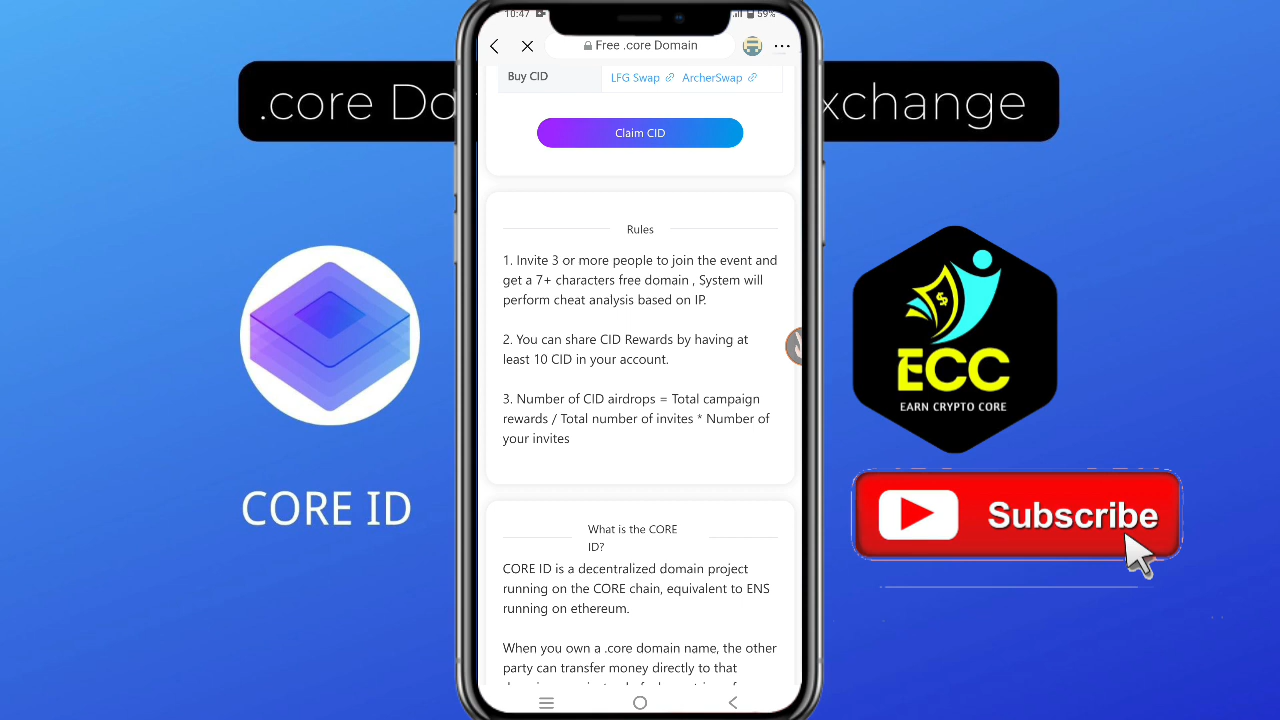 10:47
59%
Free .core Domain
.core Do
xchange
Buy CID
LFG Swap
ArcherSwap
Claim CID
Rules
1. Invite 3 or more people to join the event and
get a 7+ characters free domain , System will
perform cheat analysis based on IP.
2. You can share CID Rewards by having at
least 10 CID in your account.
3. Number of CID airdrops = Total campaign
rewards / Total number of invites * Number of
your invites
What is the CORE
ID?
CORE ID is a decentralized domain project
running on the CORE chain, equivalent to ENS
running on ethereum.
When you own a .core domain name, the other
party can transfer money directly to that
CORE ID
$
ECC
EARN CRYPTO CORE
Subscribe